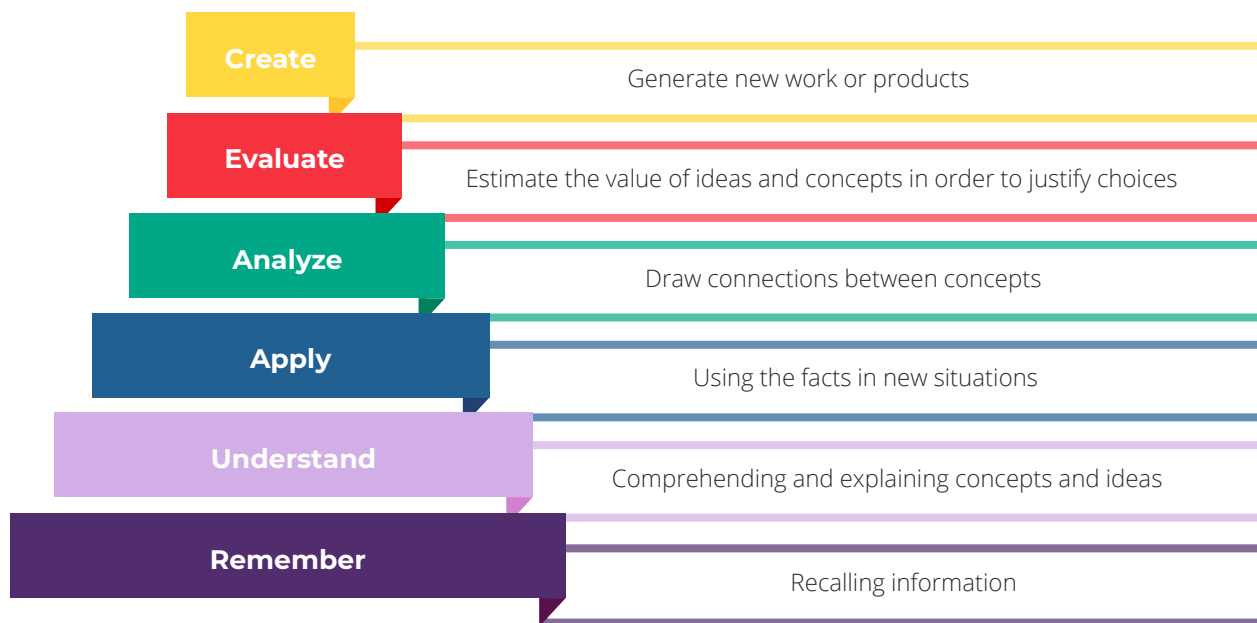 Create
Generate new work or products
Evaluate
Estimate the value of ideas and concepts in order to justify choices
Analyze
Draw connections between concepts
Apply
Using the facts in new situations
Understand
Comprehending and explaining concepts and ideas
Remember
Recalling information